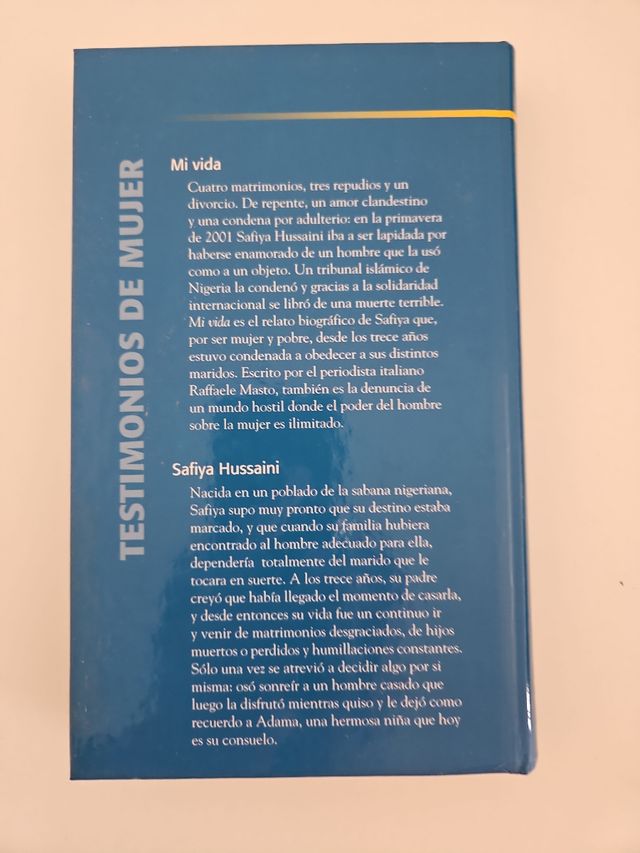 TESTIMONIOS DE MUJER
Mi vida
Cuatro matrimonios, tres repudios y un
divorcio. De repente, un amor clandestino
y una condena por adulterio: en la primavera
de 2001 Safiya Hussaini iba a ser lapidada por
haberse enamorado de un hombre que la usó
como a un objeto. Un tribunal islámico de
Nigeria la condenó y gracias a la solidaridad
internacional se libró de una muerte terrible.
Mi vida es el relato biográfico de Safiya que,
por ser mujer y pobre, desde los trece años
estuvo condenada a obedecer a sus distintos
maridos. Escrito por el periodista italiano
Raffaele Masto, también es la denuncia de
un mundo hostil donde el poder del hombre
sobre la mujer es ilimitado.
Safiya Hussaini
Nacida en un poblado de la sabana nigeriana,
Safiya supo muy pronto que su destino estaba
marcado, y que cuando su familia hubiera
encontrado al hombre adecuado para ella,
dependería totalmente del marido que le
tocara en suerte. A los trece años, su padre
creyó que había llegado el momento de casarla,
y desde entonces su vida fue un continuo ir
y venir de matrimonios desgraciados, de hijos
muertos o perdidos y humillaciones constantes.
Sólo una vez se atrevió a decidir algo por si
misma: osó sonreír a un hombre casado que
luego la disfrutó mientras quiso y le dejó como
recuerdo a Adama, una hermosa niña que hoy
es su consuelo.